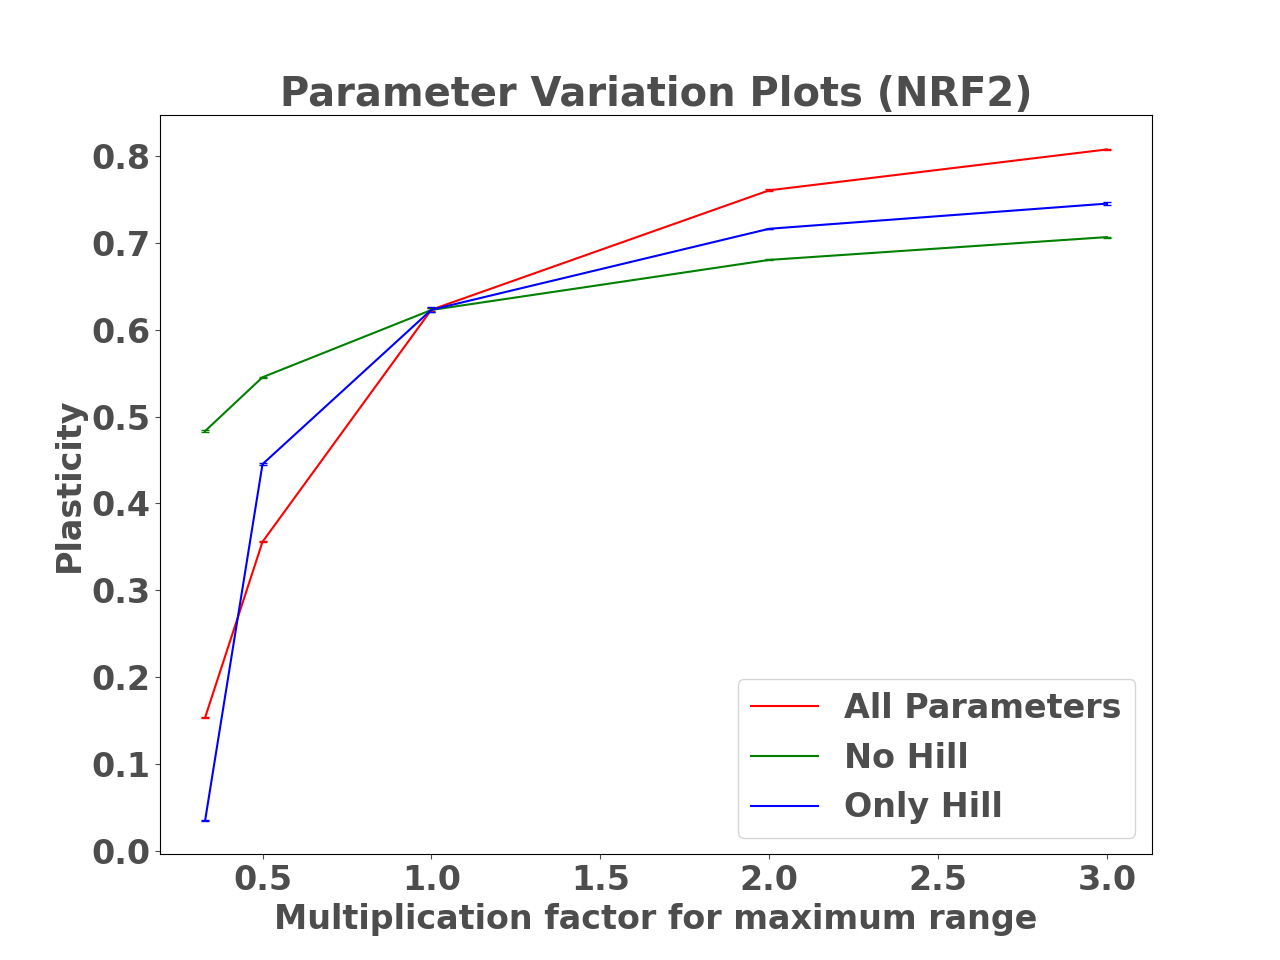 Parameter Variation Plots (NRF2)
0.8
0.7
0.6
0.5
0.4
0.3
0.2
0.1
0.0
Plasticity
0.5 1.0 1.5 2.0 2.5 3.0
Multiplication factor for maximum range
All Parameters
No Hill
Only Hill